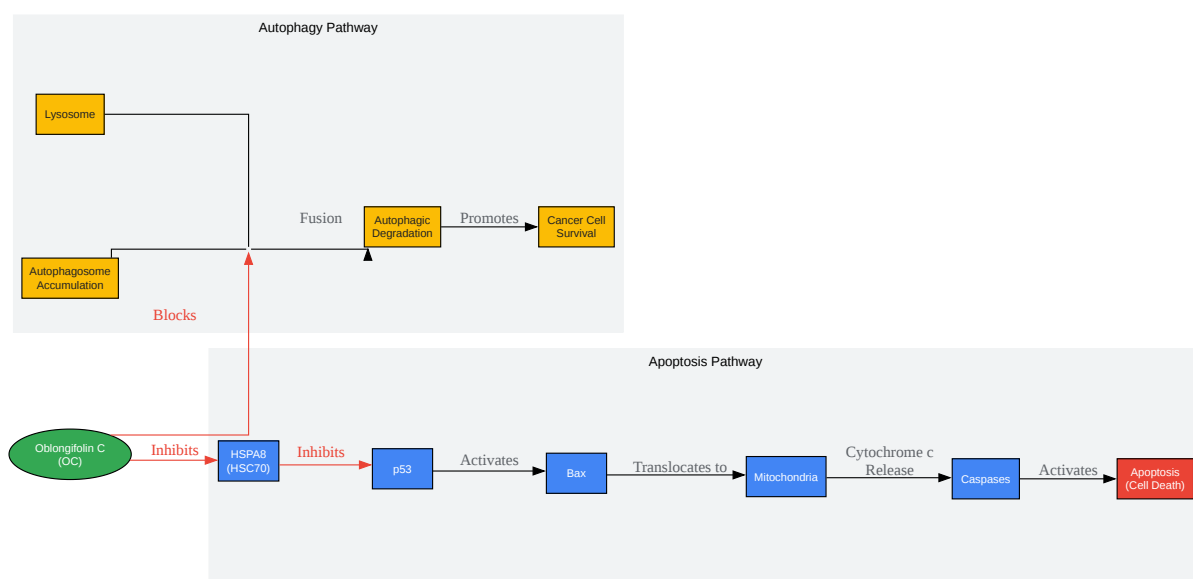 Autophagy Pathway
Lysosome
Fusion
Autophagic
Degradation
Promotes
Cancer Cell
Survival
Autophagosome
Accumulation
Blocks
Apoptosis Pathway
Oblongifolin C
(OC)
Inhibits
HSPA8
(HSC70)
Inhibits
p53
Activates
Bax
Translocates to
Mitochondria
Cytochrome c
Release
Caspases
Activates
Apoptosis
(Cell Death)